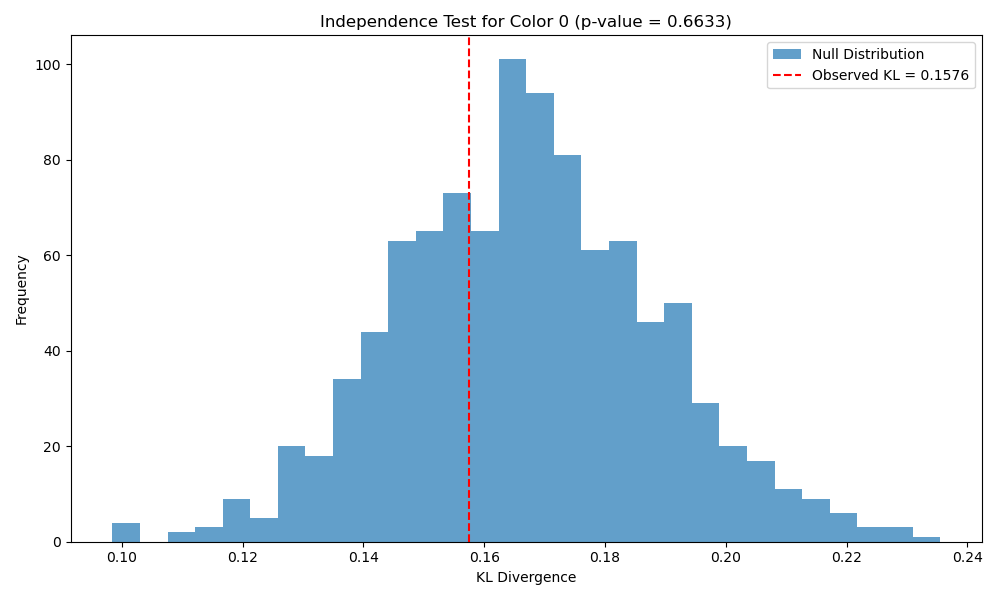 Independence Test for Color 0 (p-value = 0.6633)
Null Distribution
Observed KL = 0.1576
Frequency
100
80
60
40
20
0
0.10 0.12 0.14 0.16 0.18 0.20 0.22 0.24
KL Divergence